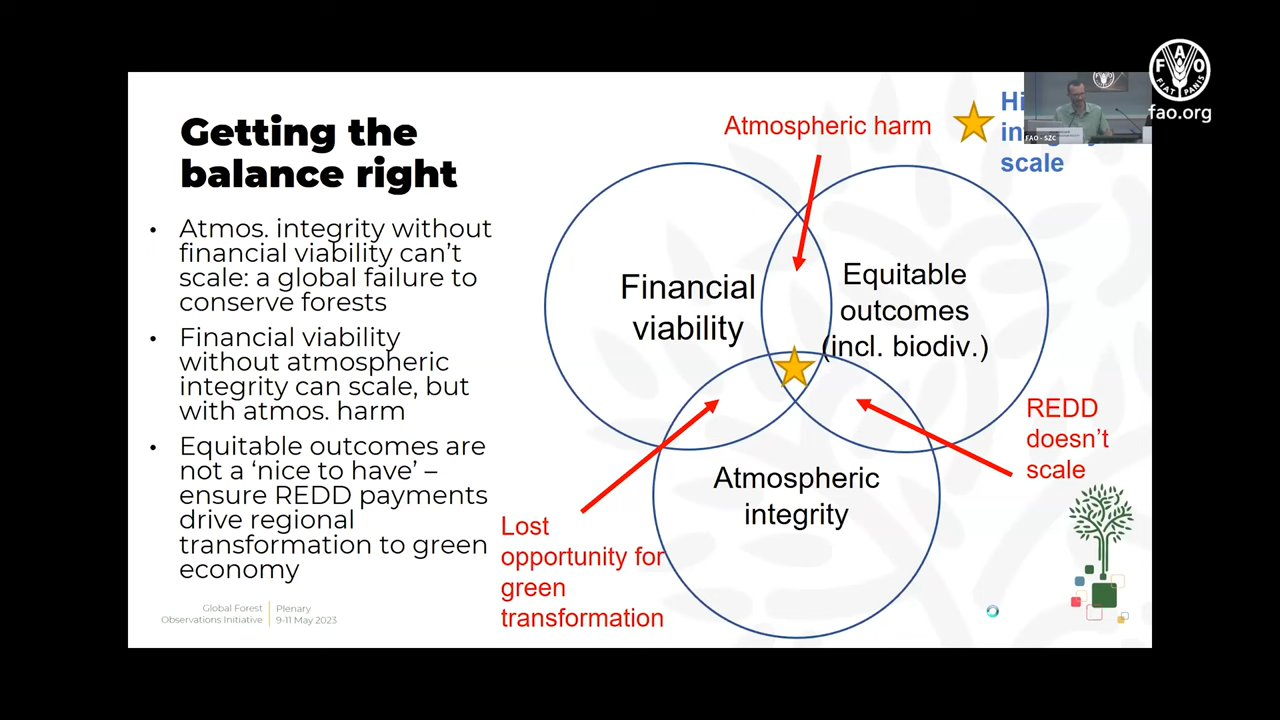 Getting the
balance right
• Atmos. integrity without
financial viability can't
scale: a global failure to
conserve forests
• Financial viability
without atmospheric
integrity can scale, but
with atmos. harm
• Equitable outcomes are
not a 'nice to have' –
ensure REDD payments
drive regional
transformation to green
economy
Global Forest
Observations Initiative
Plenary
9-11 May 2023
Atmospheric harm
scale
Financial
viability
Equitable
outcomes
(incl. biodiv.)
Atmospheric
integrity
REDD
doesn't
scale
Lost
opportunity for
green
transformation
FAO - SZC
F A O
FIAT PANIS
fao.org